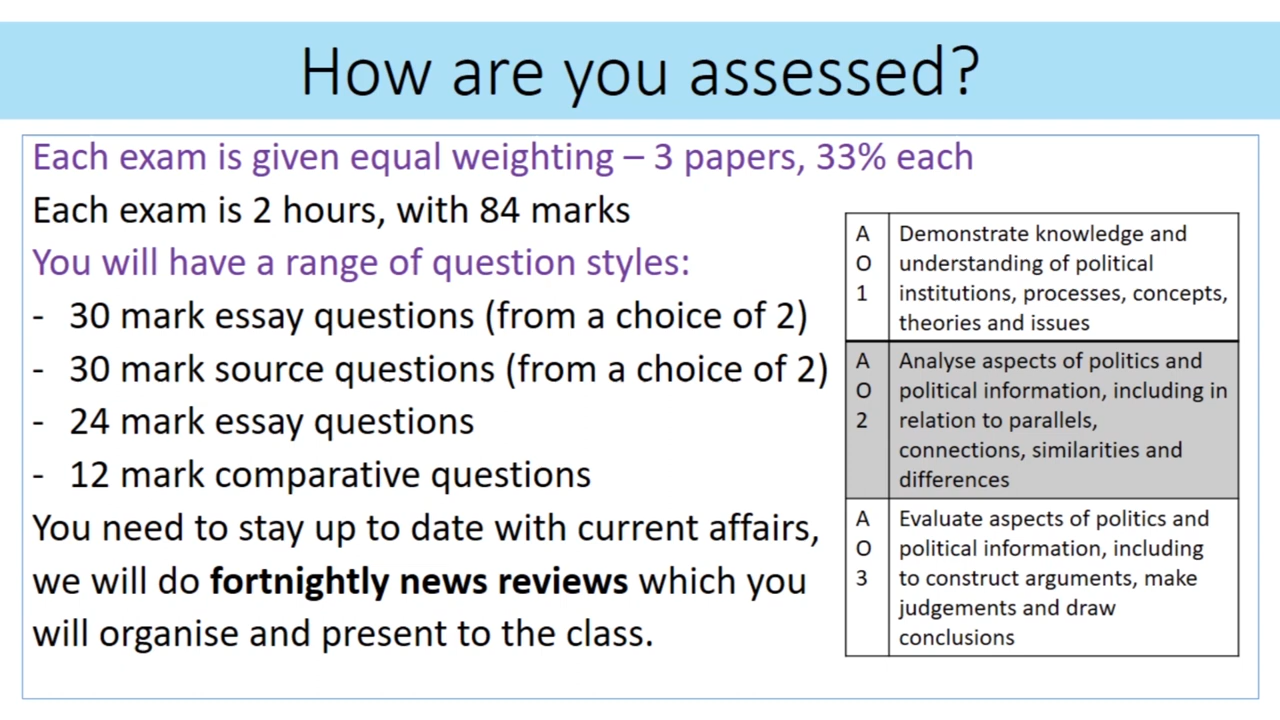 How are you assessed?
Each exam is given equal weighting – 3 papers, 33% each
Each exam is 2 hours, with 84 marks
You will have a range of question styles:
- 30 mark essay questions (from a choice of 2)
- 30 mark source questions (from a choice of 2)
- 24 mark essay questions
- 12 mark comparative questions
You need to stay up to date with current affairs,
we will do fortnightly news reviews which you
will organise and present to the class.
A Demonstrate knowledge and
O understanding of political
1 institutions, processes, concepts,
theories and issues
A Analyse aspects of politics and
O political information, including in
2 relation to parallels,
connections, similarities and
differences
A Evaluate aspects of politics and
O political information, including
3 to construct arguments, make
judgements and draw
conclusions